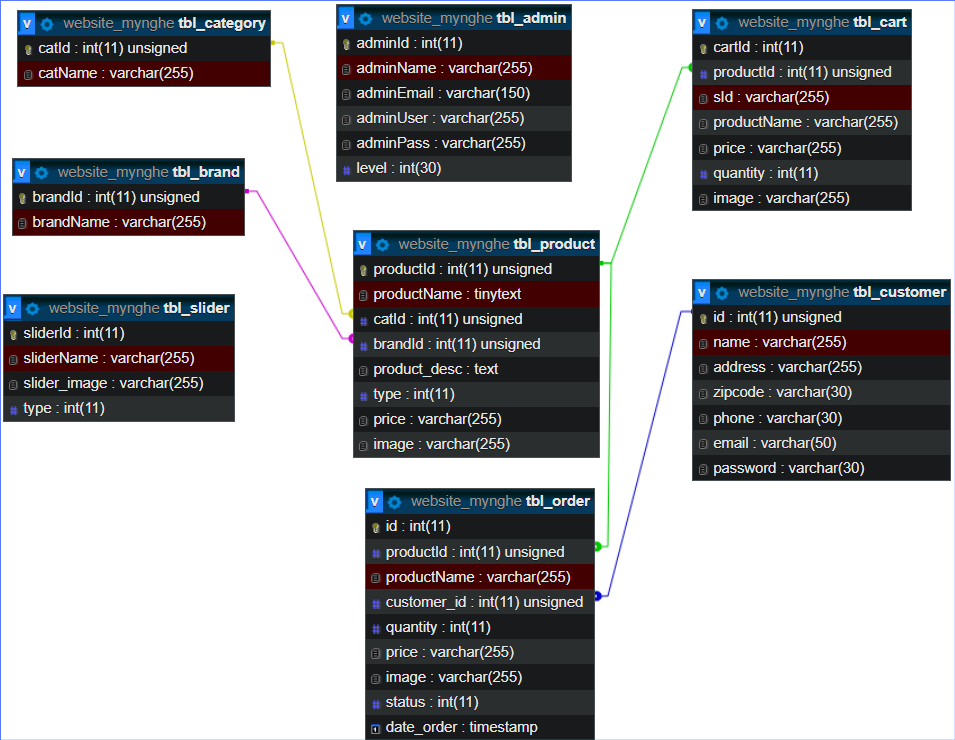 v website_mynghe tbl_category
catId : int(11) unsigned
catName : varchar(255)
v website_mynghe tbl_admin
adminId : int(11)
adminName : varchar(255)
adminEmail : varchar(150)
adminUser : varchar(255)
adminPass : varchar(255)
level : int(30)
v website_mynghe tbl_cart
cartId : int(11)
productId : int(11) unsigned
sId : varchar(255)
productName : varchar(255)
price : varchar(255)
quantity : int(11)
image : varchar(255)
v website_mynghe tbl_brand
brandId : int(11) unsigned
brandName : varchar(255)
v website_mynghe tbl_product
productId : int(11) unsigned
productName : tinytext
catId : int(11) unsigned
brandId : int(11) unsigned
product_desc : text
type : int(11)
price : varchar(255)
image : varchar(255)
v website_mynghe tbl_slider
sliderId : int(11)
sliderName : varchar(255)
slider_image : varchar(255)
type : int(11)
v website_mynghe tbl_customer
id : int(11) unsigned
name : varchar(255)
address : varchar(255)
zipcode : varchar(30)
phone : varchar(30)
email : varchar(50)
password : varchar(30)
v website_mynghe tbl_order
id : int(11)
productId : int(11) unsigned
productName : varchar(255)
customer_id : int(11) unsigned
quantity : int(11)
price : varchar(255)
image : varchar(255)
status : int(11)
date_order : timestamp